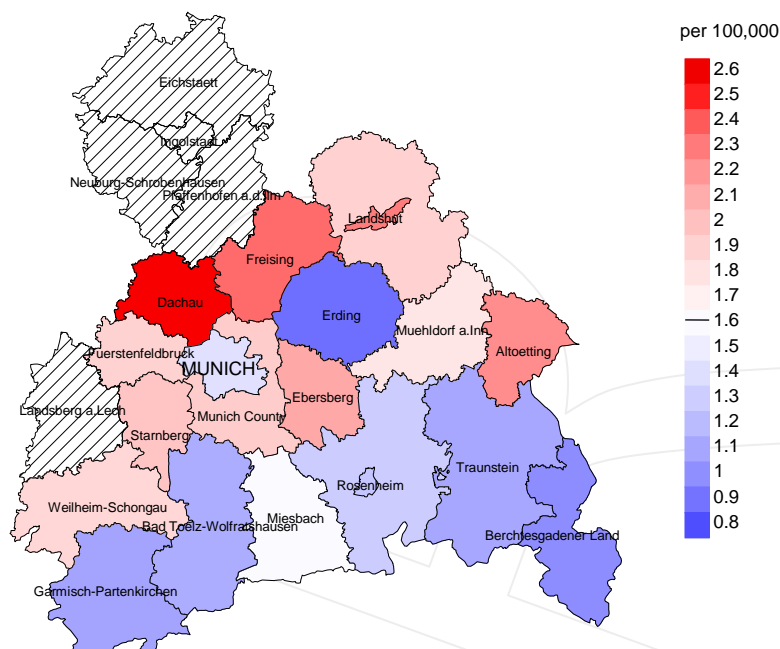 per 100,000
2.6
2.5
2.4
2.3
2.2
2.1
2
1.9
1.8
1.7
1.6
1.5
1.4
1.3
1.2
1.1
1
0.9
0.8
Eichstaett
Ingolstadt
Neuburg-Schrobenhausen
Pfaffenhofen a.d.Ilm
Landshut
Freising
Dachau
Erding
Muehldorf a.Inn
Altoetting
Fuerstenfeldbruck
MUNICH
Ebersberg
Landsberg a.Lech
Munich County
Starnberg
Traunstein
Rosenheim
Weilheim-Schongau
Miesbach
Bad Toelz-Wolfratshausen
Berchtesgadener Land
Garmisch-Partenkirchen